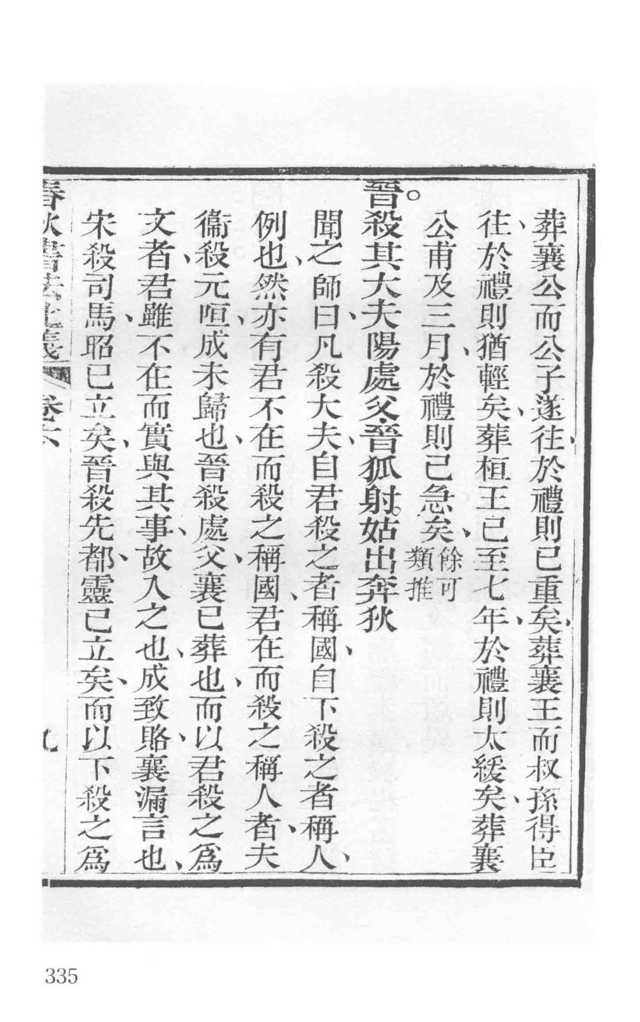 葬襄公而公子遂往於禮則已重矣葬襄王而叔孫得臣
往於禮則猶輕矣葬桓王已至七年於禮則太緩矣葬襄
公甫及三月於禮則已急矣餘可類推
晉殺其大夫陽處父晉狐射姑出奔狄
聞之師曰凡殺大夫自君殺之者稱國自下殺之者稱人
例也然亦有君不在而殺之稱國君在而殺之稱人者夫
衞殺元咺成未歸也晉殺處父襄已葬也而以君殺之爲
文者君雖不在而實與其事故入之也成致賂襄漏言也
宋殺司馬昭已立矣晉殺先都靈已立矣而以下殺之爲
春秋書法比義 卷六 九
335